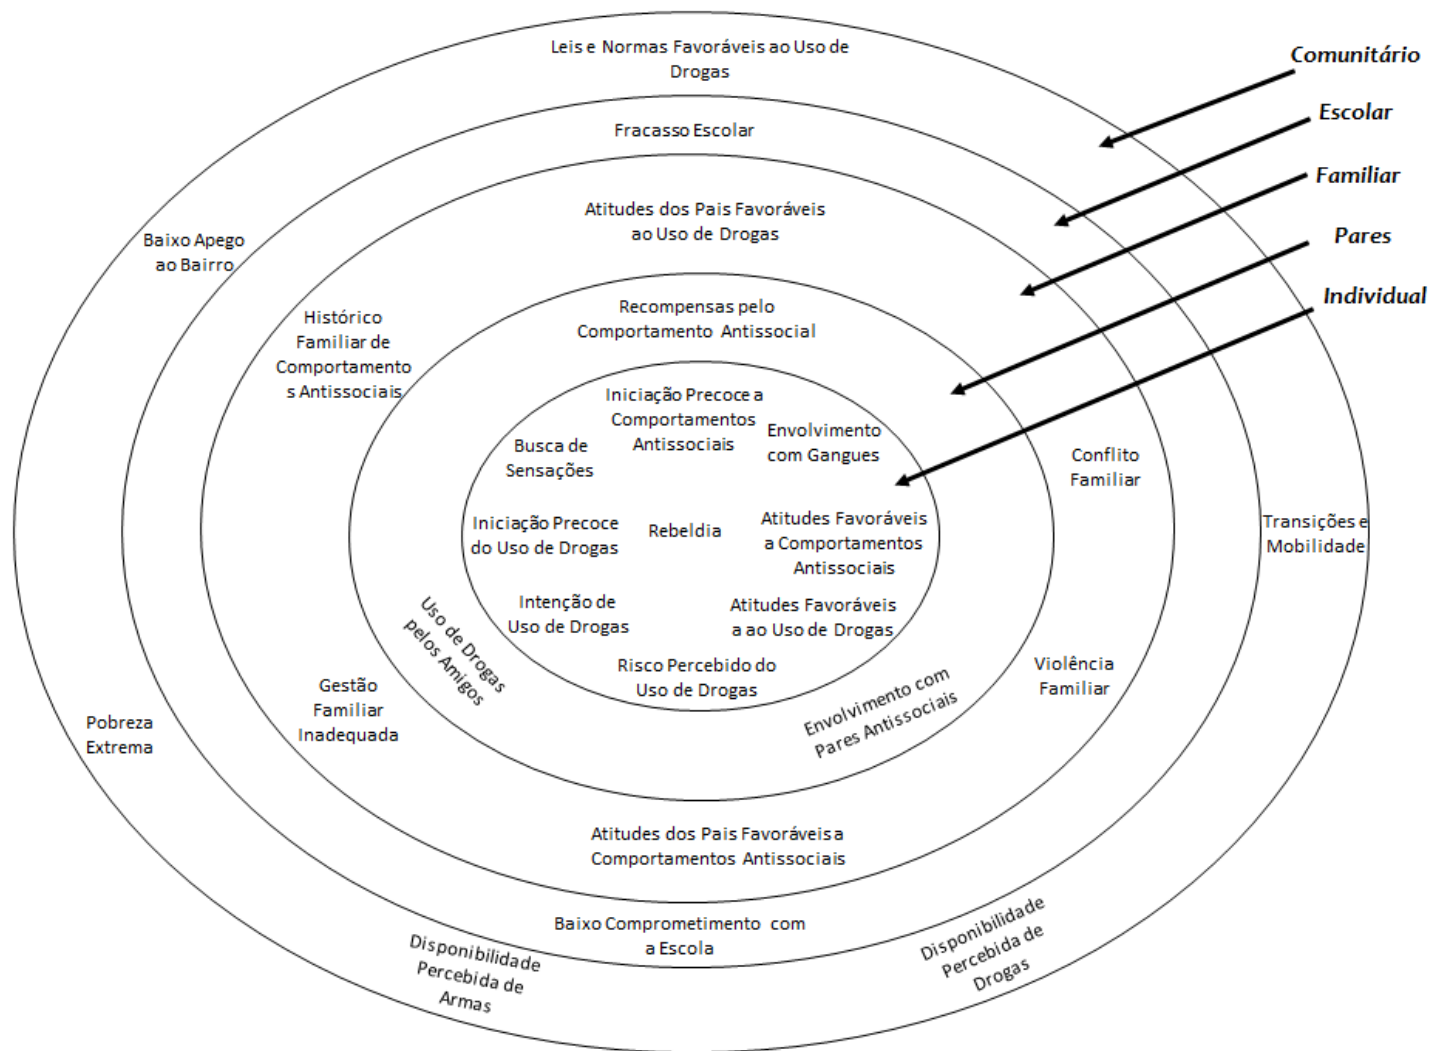 Leis e Normas Favoráveis ao Uso de
Drogas
Comunitário
Escolar
Familiar
Pares
Individual
Fracasso Escolar
Atitudes dos Pais Favoráveis
ao Uso de Drogas
Baixo Apego
ao Bairro
Recompensas pelo
Comportamento Antissocial
Histórico
Familiar de
Comportamento
s Antissociais
Iniciação Precoce a
Comportamentos
Antissociais
Envolvimento
com Gangues
Busca de
Sensações
Conflito
Familiar
Iniciação Precoce
do Uso de Drogas
Rebeldia
Atitudes Favoráveis
a Comportamentos
Antissociais
Transições e
Mobilidade
Intenção de
Uso de Drogas
Atitudes Favoráveis
a ao Uso de Drogas
Uso de Drogas
pelos Amigos
Risco Percebido do
Uso de Drogas
Violência
Familiar
Envolvimento com
Pares Antissociais
Gestão
Familiar
Inadequada
Pobreza
Extrema
Atitudes dos Pais Favoráveis a
Comportamentos Antissociais
Baixo Comprometimento com
a Escola
Disponibilidade
Percebida de
Armas
Disponibilidade
Percebida de
Drogas